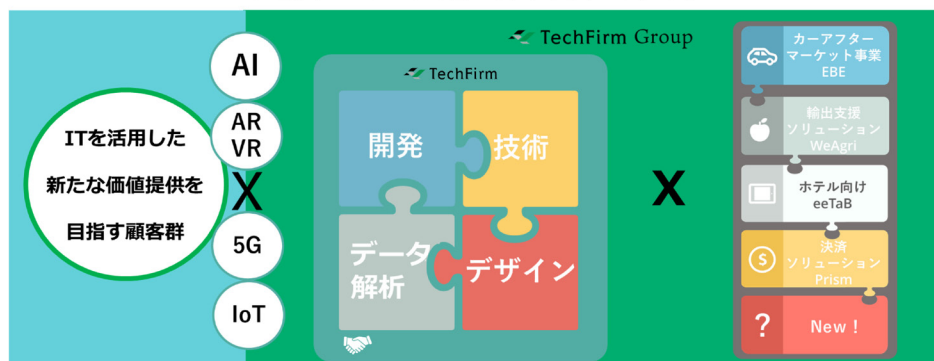 ITを活用した
新たな価値提供を
目指す顧客群
AI
AR
VR
X
5G
IoT
TechFirm Group
TechFirm
開発
技術
データ
解析
デザイン
X
カーアフター
マーケット事業
EBE
輸出支援
ソリューション
WeAgri
ホテル向け
eeTaB
S
決済
ソリューション
Prism
?
New！